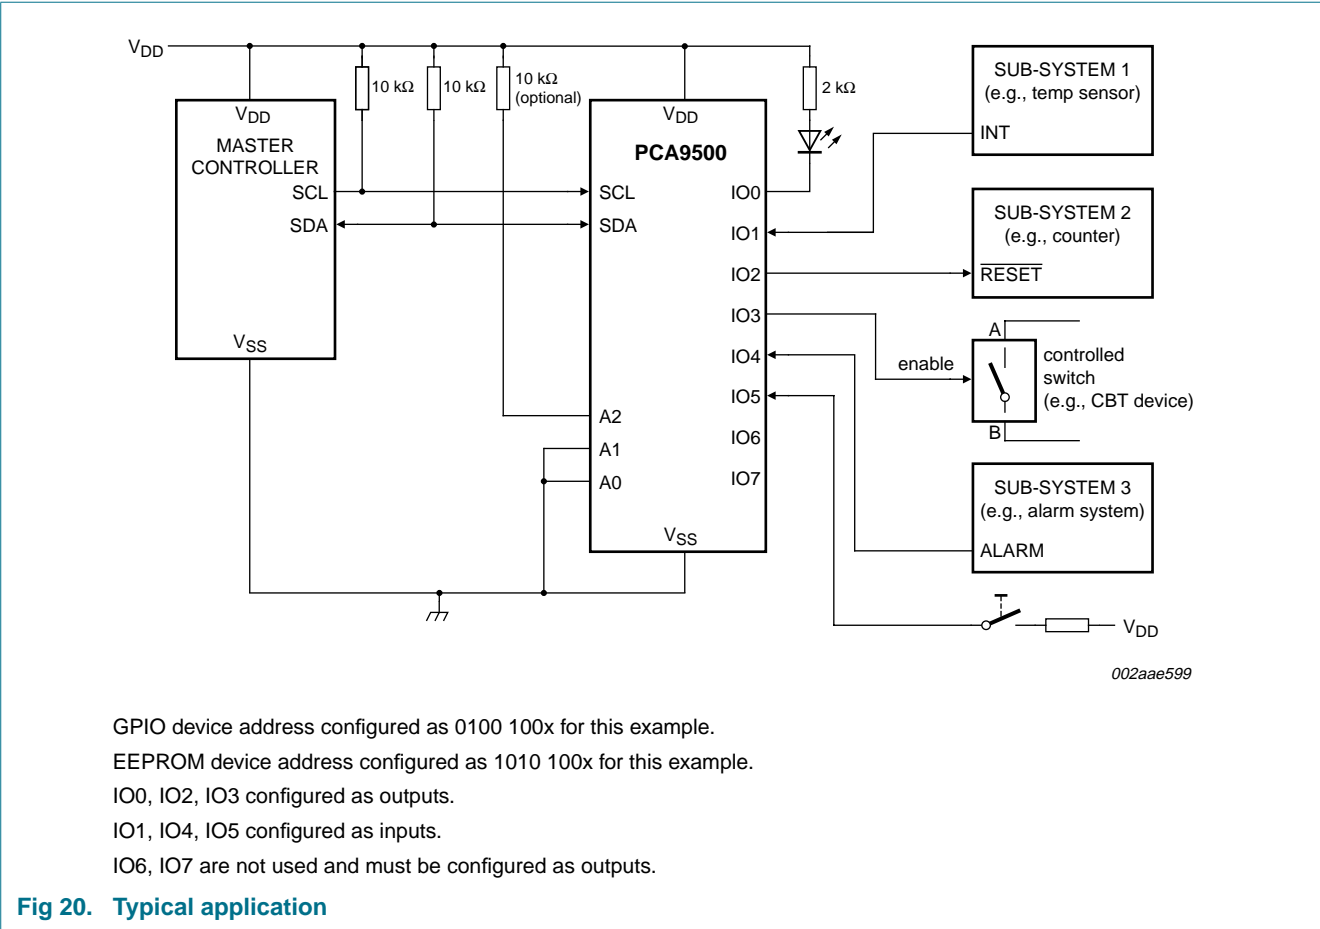 VDD
10 kΩ
10 kΩ
10 kΩ
(optional)
2 kΩ
VDD
MASTER
CONTROLLER
SCL
SDA
VSS
VDD
PCA9500
SCL
SDA
A2
A1
A0
IO0
IO1
IO2
IO3
IO4
IO5
IO6
IO7
VSS
SUB-SYSTEM 1
(e.g., temp sensor)
INT
SUB-SYSTEM 2
(e.g., counter)
RESET
enable
A
B
controlled
switch
(e.g., CBT device)
SUB-SYSTEM 3
(e.g., alarm system)
ALARM
VDD
002aae599
GPIO device address configured as 0100 100x for this example.
EEPROM device address configured as 1010 100x for this example.
IO0, IO2, IO3 configured as outputs.
IO1, IO4, IO5 configured as inputs.
IO6, IO7 are not used and must be configured as outputs.
Fig 20. Typical application